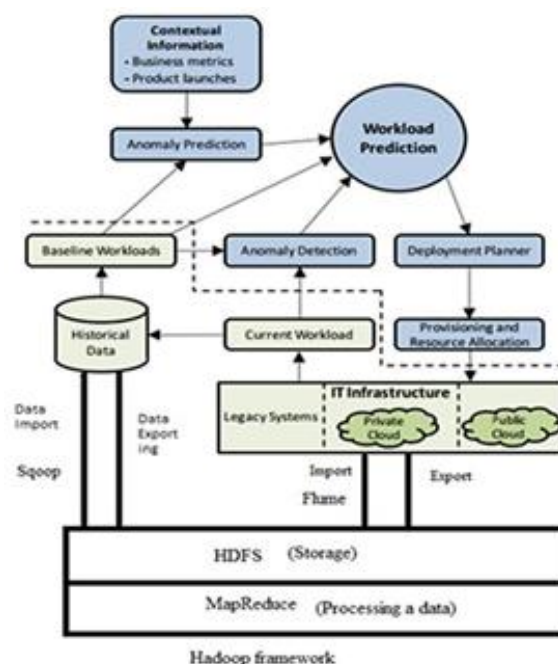 Contextual
Information
• Business metrics
- Product launches
Anomaly Prediction
Workload
Prediction
Baseline Workloads
Anomaly Detection
Deployment Planner
Historical
Data
Current Workload
Provisioning and
Resource Allocation
IT Infrastructure
Legacy Systems
Private
Cloud
Public
Cloud
Data
Import
Data
Export
ing
Sqoop
Import
Export
Flume
HDFS (Storage)
MapReduce (Processing a data)
Hadoop framework